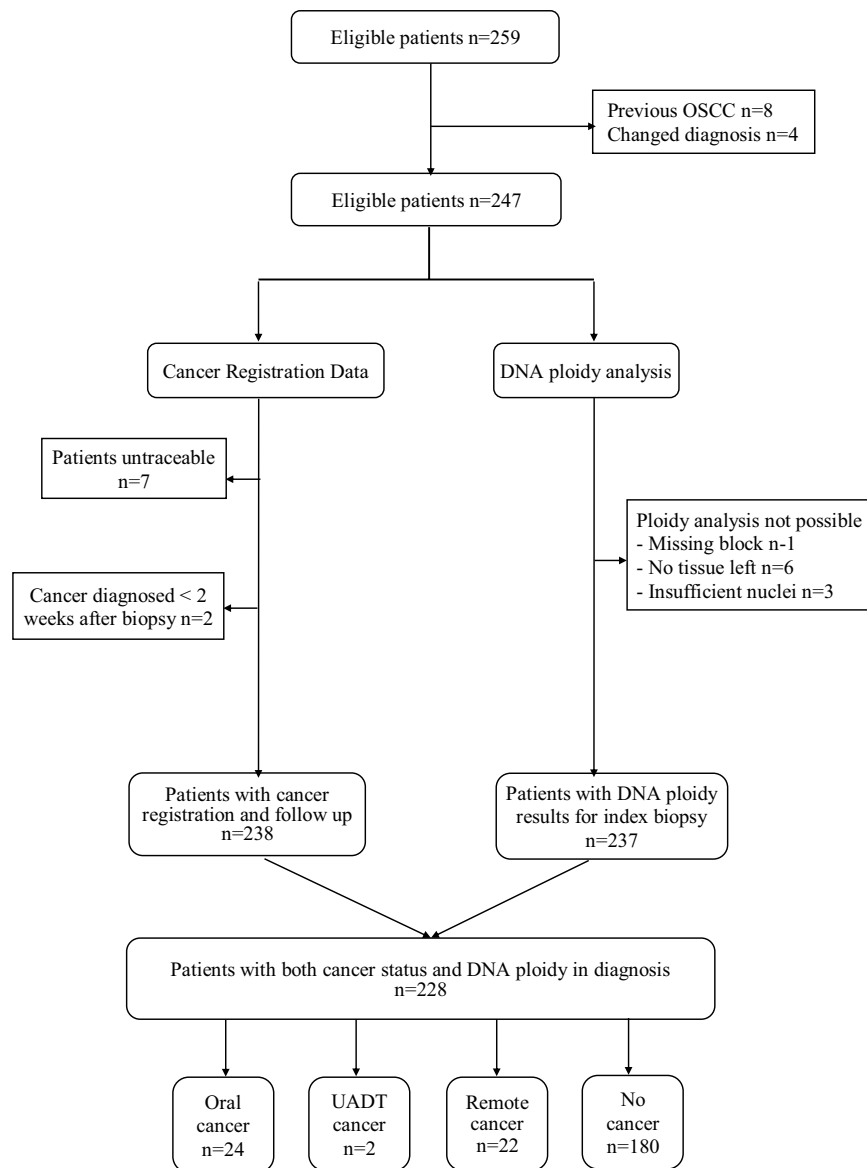 Eligible patients n=259
Previous OSCC n=8
Changed diagnosis n=4
Eligible patients n=247
Cancer Registration Data
DNA ploidy analysis
Patients untraceable
n=7
Ploidy analysis not possible
- Missing block n-1
- No tissue left n=6
- Insufficient nuclei n=3
Cancer diagnosed < 2
weeks after biopsy n=2
Patients with cancer
registration and follow up
n=238
Patients with DNA ploidy
results for index biopsy
n=237
Patients with both cancer status and DNA ploidy in diagnosis
n=228
Oral
cancer
n=24
UADT
cancer
n=2
Remote
cancer
n=22
No
cancer
n=180